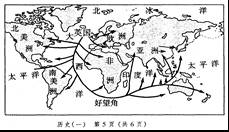 北 冰 洋
北美洲
大 英国 欧洲
亚洲
太平洋
大西洋
非洲
印度洋
太平洋
南美洲
好望角
历史(一) 第5页(共6页)